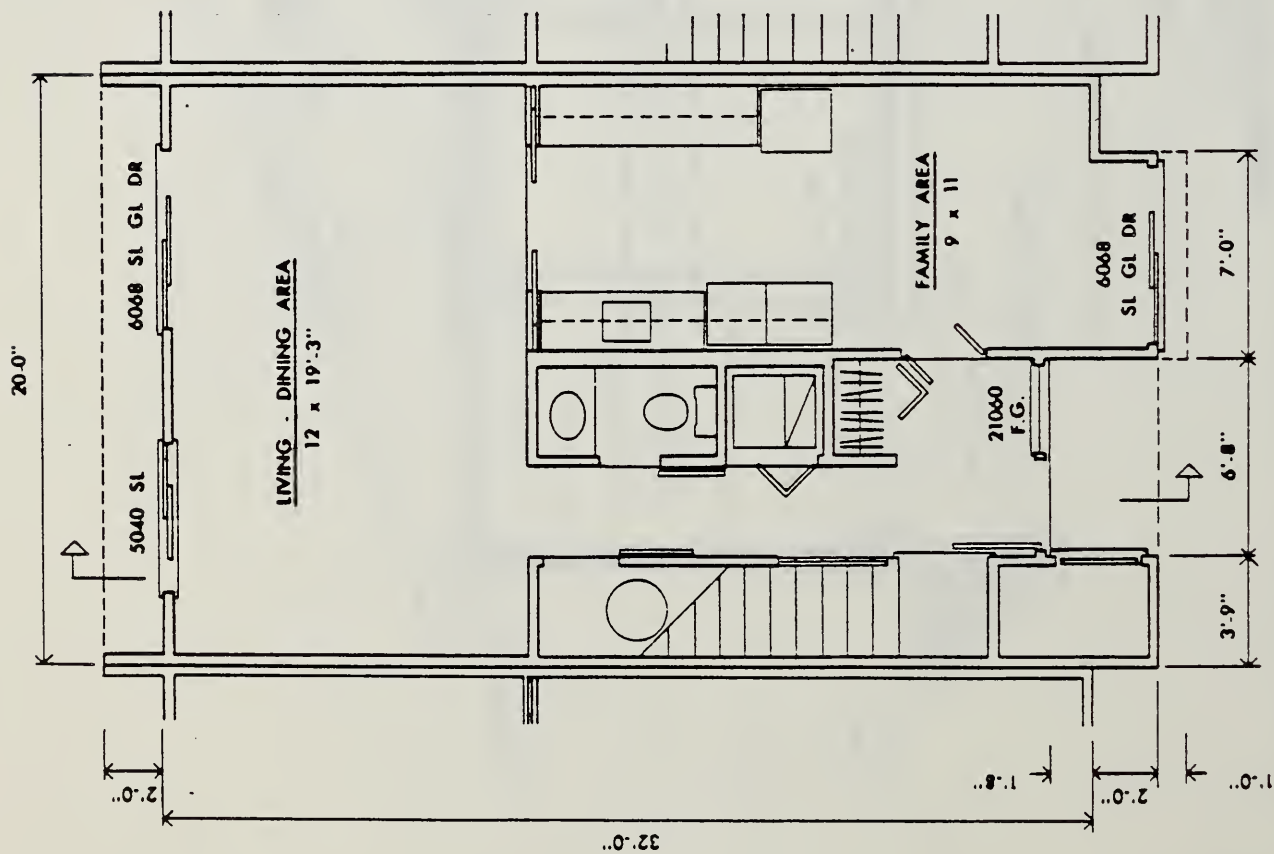 20-0"
5040 SL
6068 SL GL DR
LIVING - DINING AREA
12 x 19'-3"
FAMILY AREA
9 x 11
21060
F.G.
6068
SL GL DR
3'-9"
6'-8"
7'-0"
2'-0"
32'-0"
1'-8"
2'-0"
1'-0"